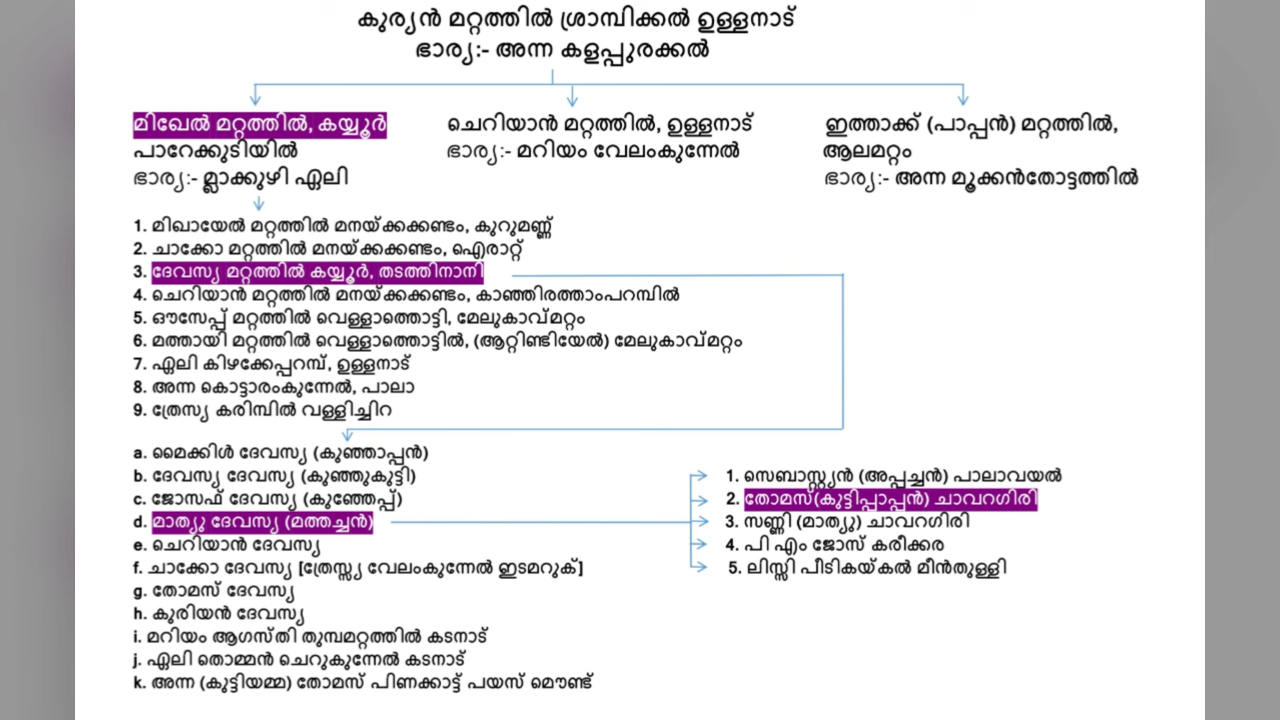 കുര്യൻ മറ്റത്തിൽ ശ്രാമ്പിക്കൽ ഉള്ളനാട്
ഭാര്യ:- അന്ന കളപ്പുരക്കൽ
മിഖേൽ മറ്റത്തിൽ, കയ്യൂർ
പാറേക്കുടിയിൽ
ഭാര്യ:- മ്ലാക്കുഴി ഏലി
ചെറിയാൻ മറ്റത്തിൽ, ഉള്ളനാട്
ഭാര്യ:- മറിയം വേലംകുന്നേൽ
ഇത്താക്ക് (പാപ്പൻ) മറ്റത്തിൽ,
ആലമറ്റം
ഭാര്യ:- അന്ന മൂക്കൻതോട്ടത്തിൽ
1. മിഖായേൽ മറ്റത്തിൽ മനയ്ക്കക്കണ്ടം, കുറുമണ്ണ്
2. ചാക്കോ മറ്റത്തിൽ മനയ്ക്കക്കണ്ടം, ഐരാറ്റ്
3. ദേവസ്യ മറ്റത്തിൽ കയ്യൂർ, തടത്തിനാനി
4. ചെറിയാൻ മറ്റത്തിൽ മനയ്ക്കക്കണ്ടം, കാഞ്ഞിരത്താംപറമ്പിൽ
5. ഔസേപ്പ് മറ്റത്തിൽ വെള്ളാത്തൊട്ടി, മേലുകാവ്മറ്റം
6. മത്തായി മറ്റത്തിൽ വെള്ളാത്തൊട്ടിൽ, (ആറ്റിണ്ടിയേൽ) മേലുകാവ്മറ്റം
7. ഏലി കിഴക്കേപ്പറമ്പ്, ഉള്ളനാട്
8. അന്ന കൊട്ടാരംകുന്നേൽ, പാലാ
9. ത്രേസ്യ കരിമ്പിൽ വള്ളിച്ചിറ
a. മൈക്കിൾ ദേവസ്യ (കുഞ്ഞാപ്പൻ)
b. ദേവസ്യ ദേവസ്യ (കുഞ്ഞുകുട്ടി)
c. ജോസഫ് ദേവസ്യ (കുഞ്ഞേപ്പ്)
d. മാത്യു ദേവസ്യ (മത്തച്ചൻ)
e. ചെറിയാൻ ദേവസ്യ
f. ചാക്കോ ദേവസ്യ [ത്രേസ്സ്യ വേലംകുന്നേൽ ഇടമറുക്]
g. തോമസ് ദേവസ്യ
h. കുരിയൻ ദേവസ്യ
i. മറിയം ആഗസ്തി തുമ്പമറ്റത്തിൽ കടനാട്
j. ഏലി തൊമ്മൻ ചെറുകുന്നേൽ കടനാട്
k. അന്ന (കുട്ടിയമ്മ) തോമസ് പിണക്കാട്ട് പയസ് മൌണ്ട്
1. സെബാസ്റ്റ്യൻ (അപ്പച്ചൻ) പാലാവയൽ
2. തോമസ്(കുട്ടിപ്പാപ്പൻ) ചാവറഗിരി
3. സണ്ണി (മാത്യു) ചാവറഗിരി
4. പി എം ജോസ് കരീക്കര
5. ലിസ്സി പീടികയ്കൽ മീൻതുള്ളി